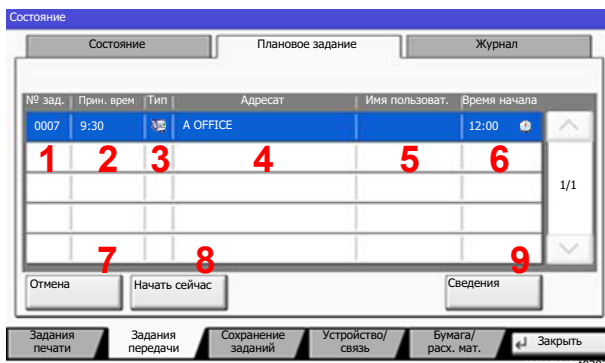 Состояние
Состояние Плановое задание Журнал
№ зад. Прин. врем Тип Адресат Имя пользоват. Время начала
0007 9:30 A OFFICE 12:00
1 2 3 4 5 6
1/1
7 8 9
Отмена Начать сейчас Сведения
Задания печати Задания передачи Сохранение заданий Устройство/ связь Бумага/ расх. мат. Закрыть